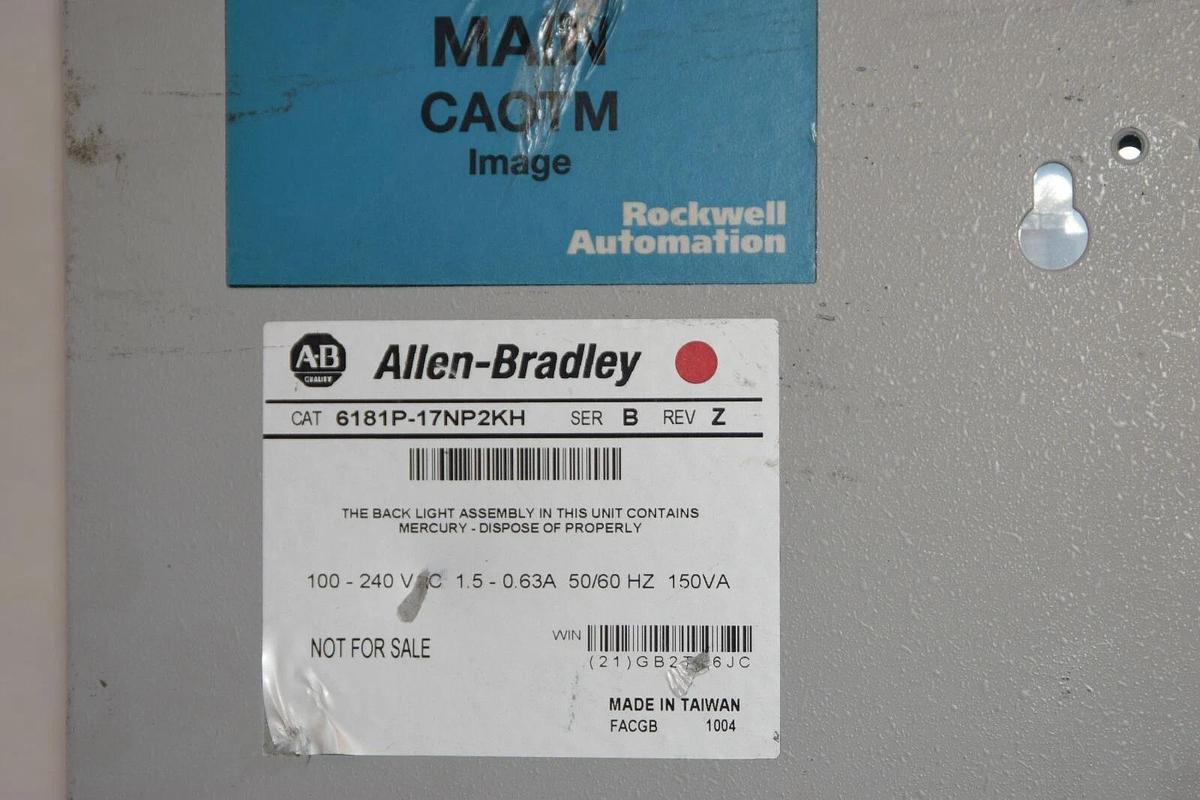 MAIN
CAOTM
Image
Rockwell
Automation
A-B
QUALITY
Allen-Bradley
CAT 6181P-17NP2KH SER B REV Z
THE BACK LIGHT ASSEMBLY IN THIS UNIT CONTAINS
MERCURY - DISPOSE OF PROPERLY
100 - 240 VAC 1.5 - 0.63A 50/60 HZ 150VA
NOT FOR SALE
WIN
MADE IN TAIWAN
FACGB 1004